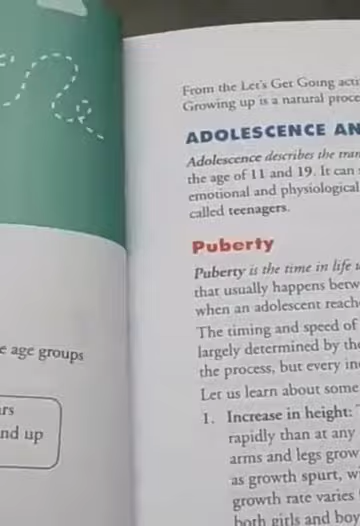 e age groups
rs
nd up
From the Let's Get Going acti
Growing up is a natural proce
ADOLESCENCE AN
Adolescence describes the tran
the age of 11 and 19. It can
emotional and physiological
called teenagers.
Puberty
Puberty is the time in life
that usually happens betw
when an adolescent reach
The timing and speed of
largely determined by the
the process, but every in
Let us learn about some
1. Increase in height:
rapidly than at any
arms and legs grow
as growth spurt, w
growth rate varies
both girls and boy